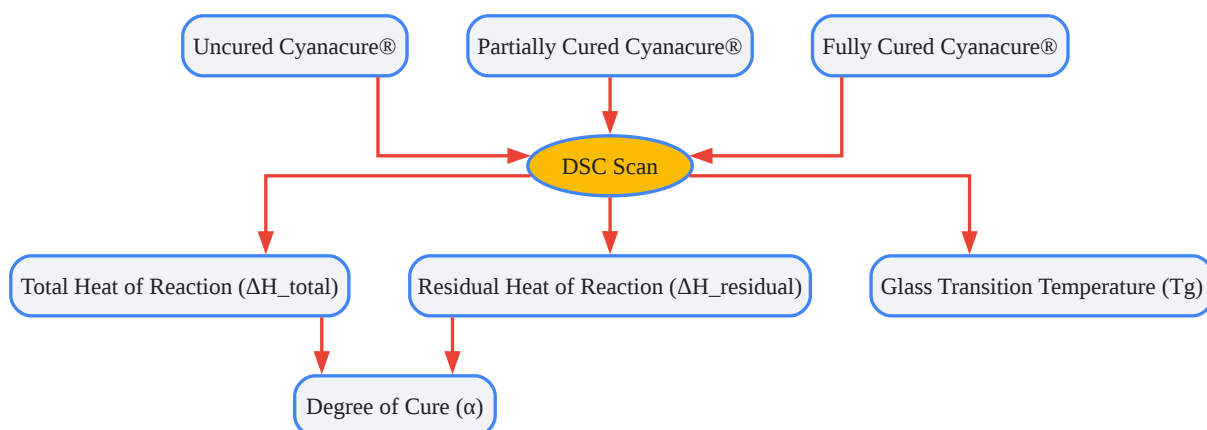 Uncured Cyanacure®
Partially Cured Cyanacure®
Fully Cured Cyanacure®
DSC Scan
Total Heat of Reaction (ΔH_total)
Residual Heat of Reaction (ΔH_residual)
Glass Transition Temperature (Tg)
Degree of Cure (α)